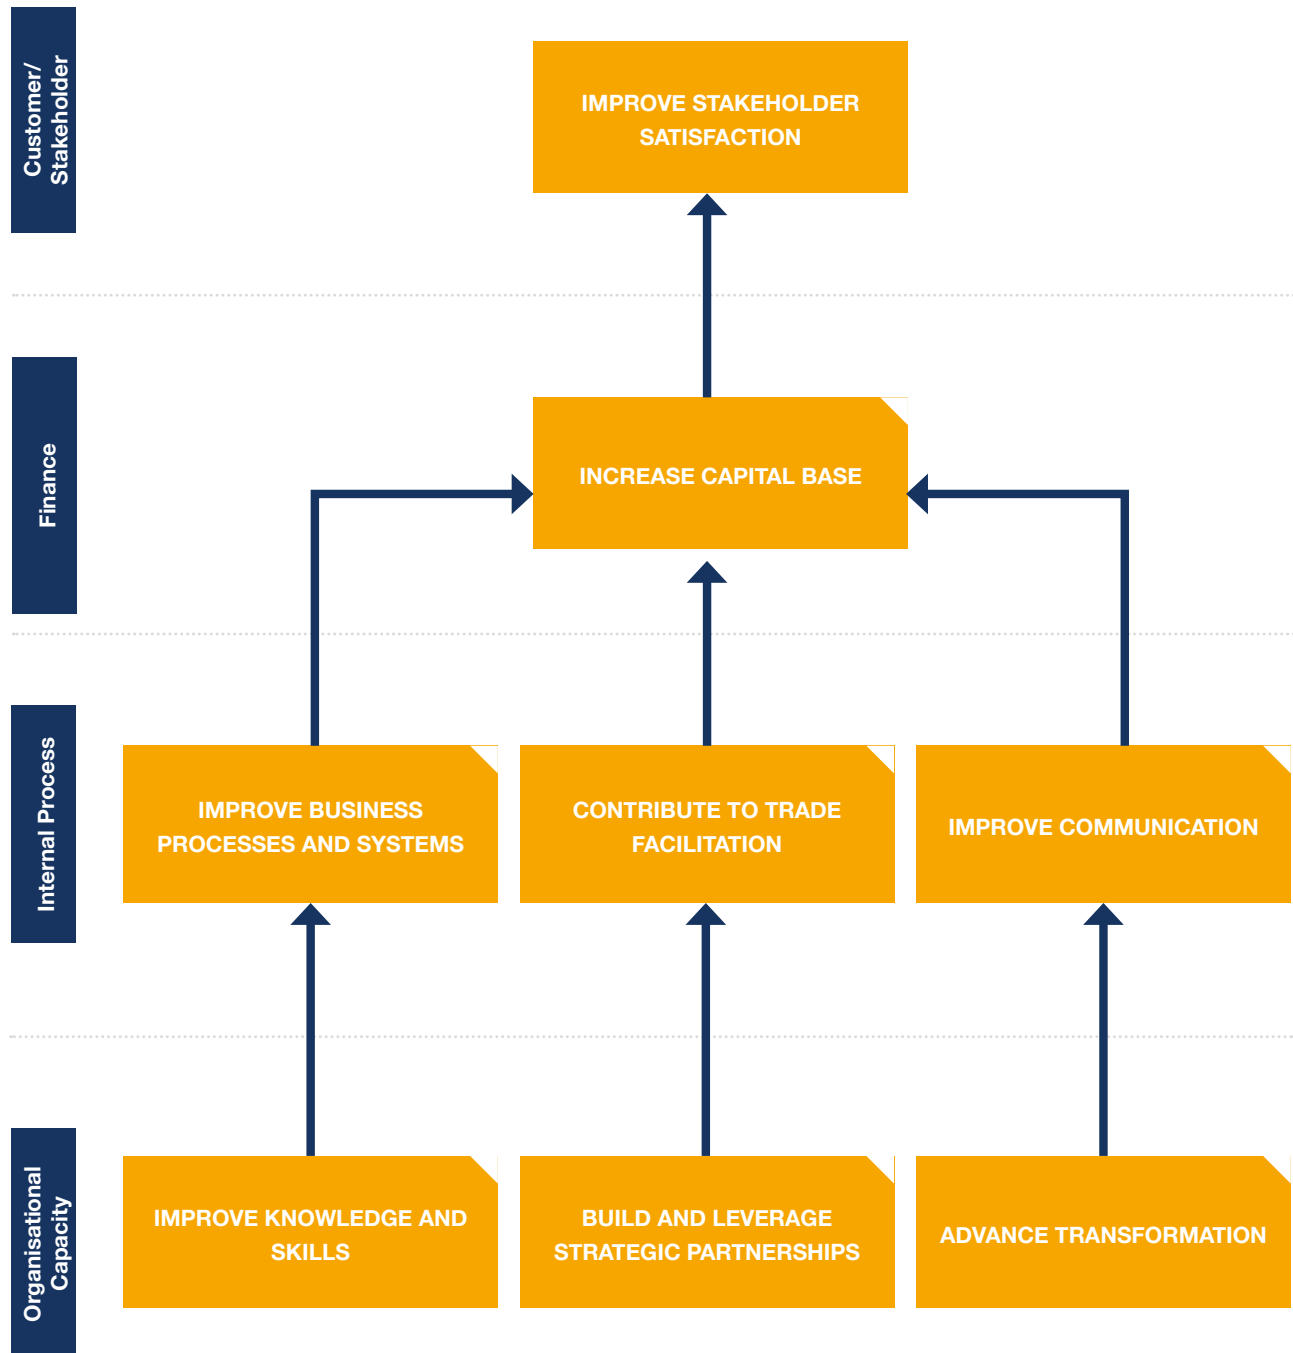 Customer/
Stakeholder
IMPROVE STAKEHOLDER
SATISFACTION
Finance
INCREASE CAPITAL BASE
Internal Process
IMPROVE BUSINESS
PROCESSES AND SYSTEMS
CONTRIBUTE TO TRADE
FACILITATION
IMPROVE COMMUNICATION
Organisational
Capacity
IMPROVE KNOWLEDGE AND
SKILLS
BUILD AND LEVERAGE
STRATEGIC PARTNERSHIPS
ADVANCE TRANSFORMATION